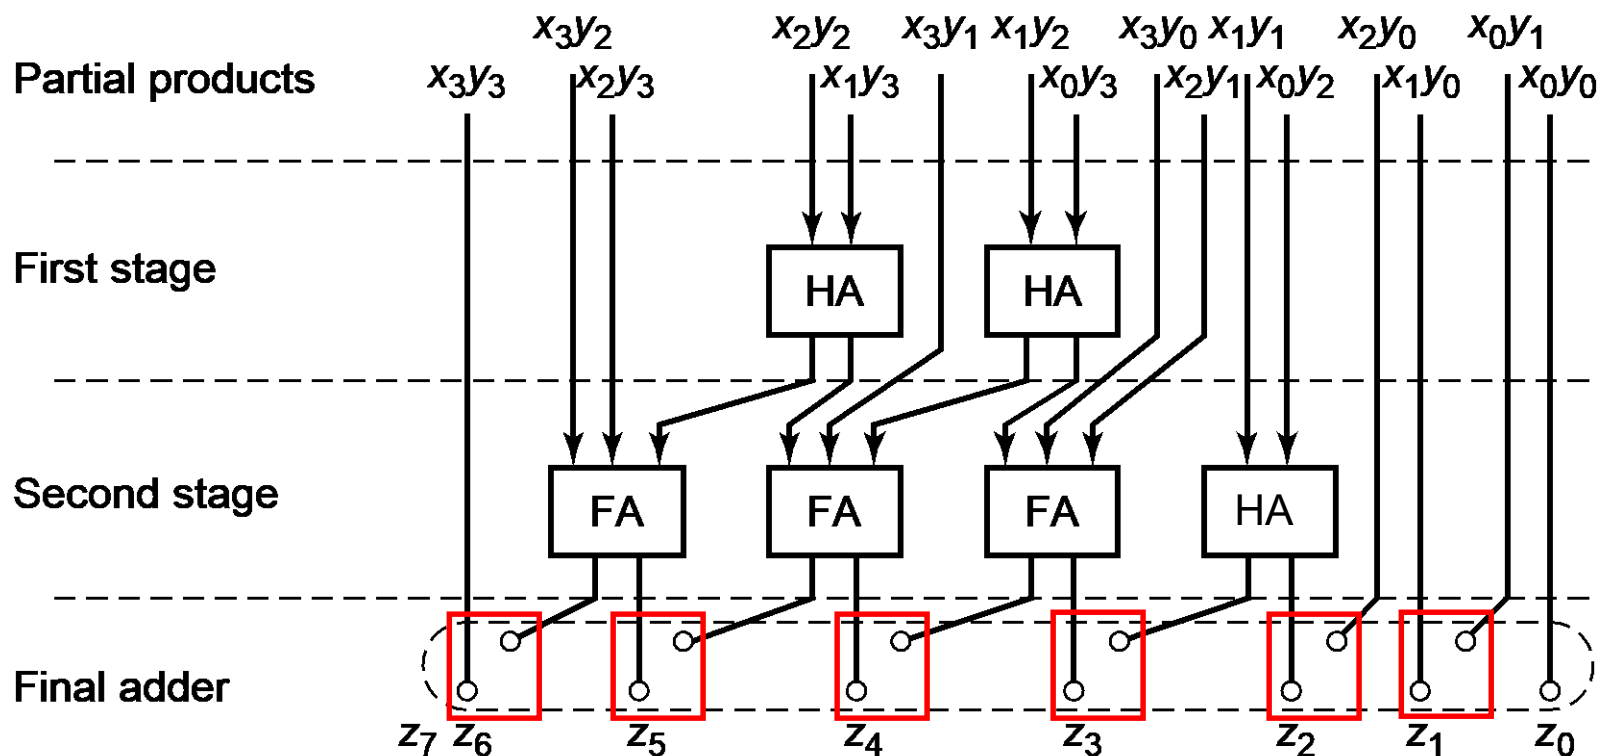 x₃y₂ x₂y₂ x₃y₁ x₁y₂ x₃y₀ x₁y₁ x₂y₀ x₀y₁
Partial products x₃y₃ x₂y₃ x₁y₃ x₀y₃ x₂y₁ x₀y₂ x₁y₀ x₀y₀
First stage HA HA
Second stage FA FA FA HA
Final adder
z₇ z₆ z₅ z₄ z₃ z₂ z₁ z₀